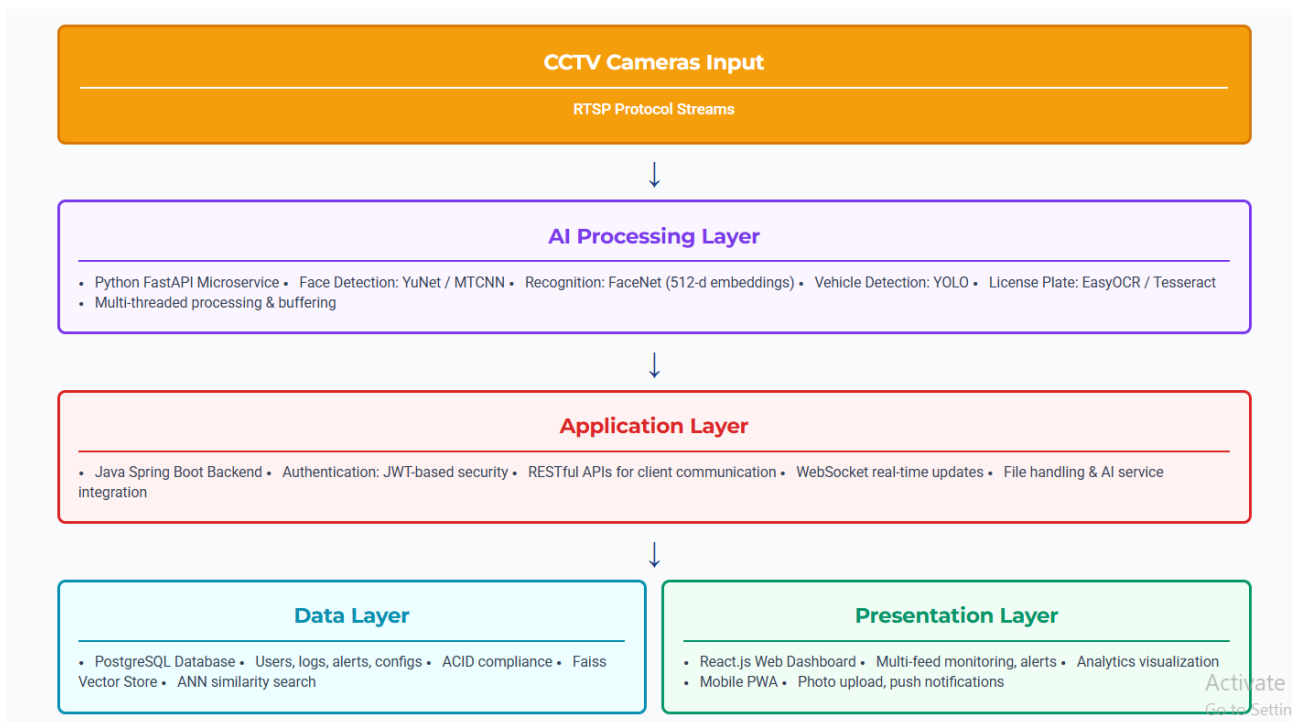 CCTV Cameras Input
RTSP Protocol Streams
↓
AI Processing Layer
• Python FastAPI Microservice • Face Detection: YuNet / MTCNN • Recognition: FaceNet (512-d embeddings) • Vehicle Detection: YOLO • License Plate: EasyOCR / Tesseract
• Multi-threaded processing & buffering
↓
Application Layer
• Java Spring Boot Backend • Authentication: JWT-based security • RESTful APIs for client communication • WebSocket real-time updates • File handling & AI service
integration
↓
Data Layer
• PostgreSQL Database • Users, logs, alerts, configs • ACID compliance • Faiss
Vector Store • ANN similarity search
Presentation Layer
• React.js Web Dashboard • Multi-feed monitoring, alerts • Analytics visualization
• Mobile PWA • Photo upload, push notifications
Activate
Go to Settin